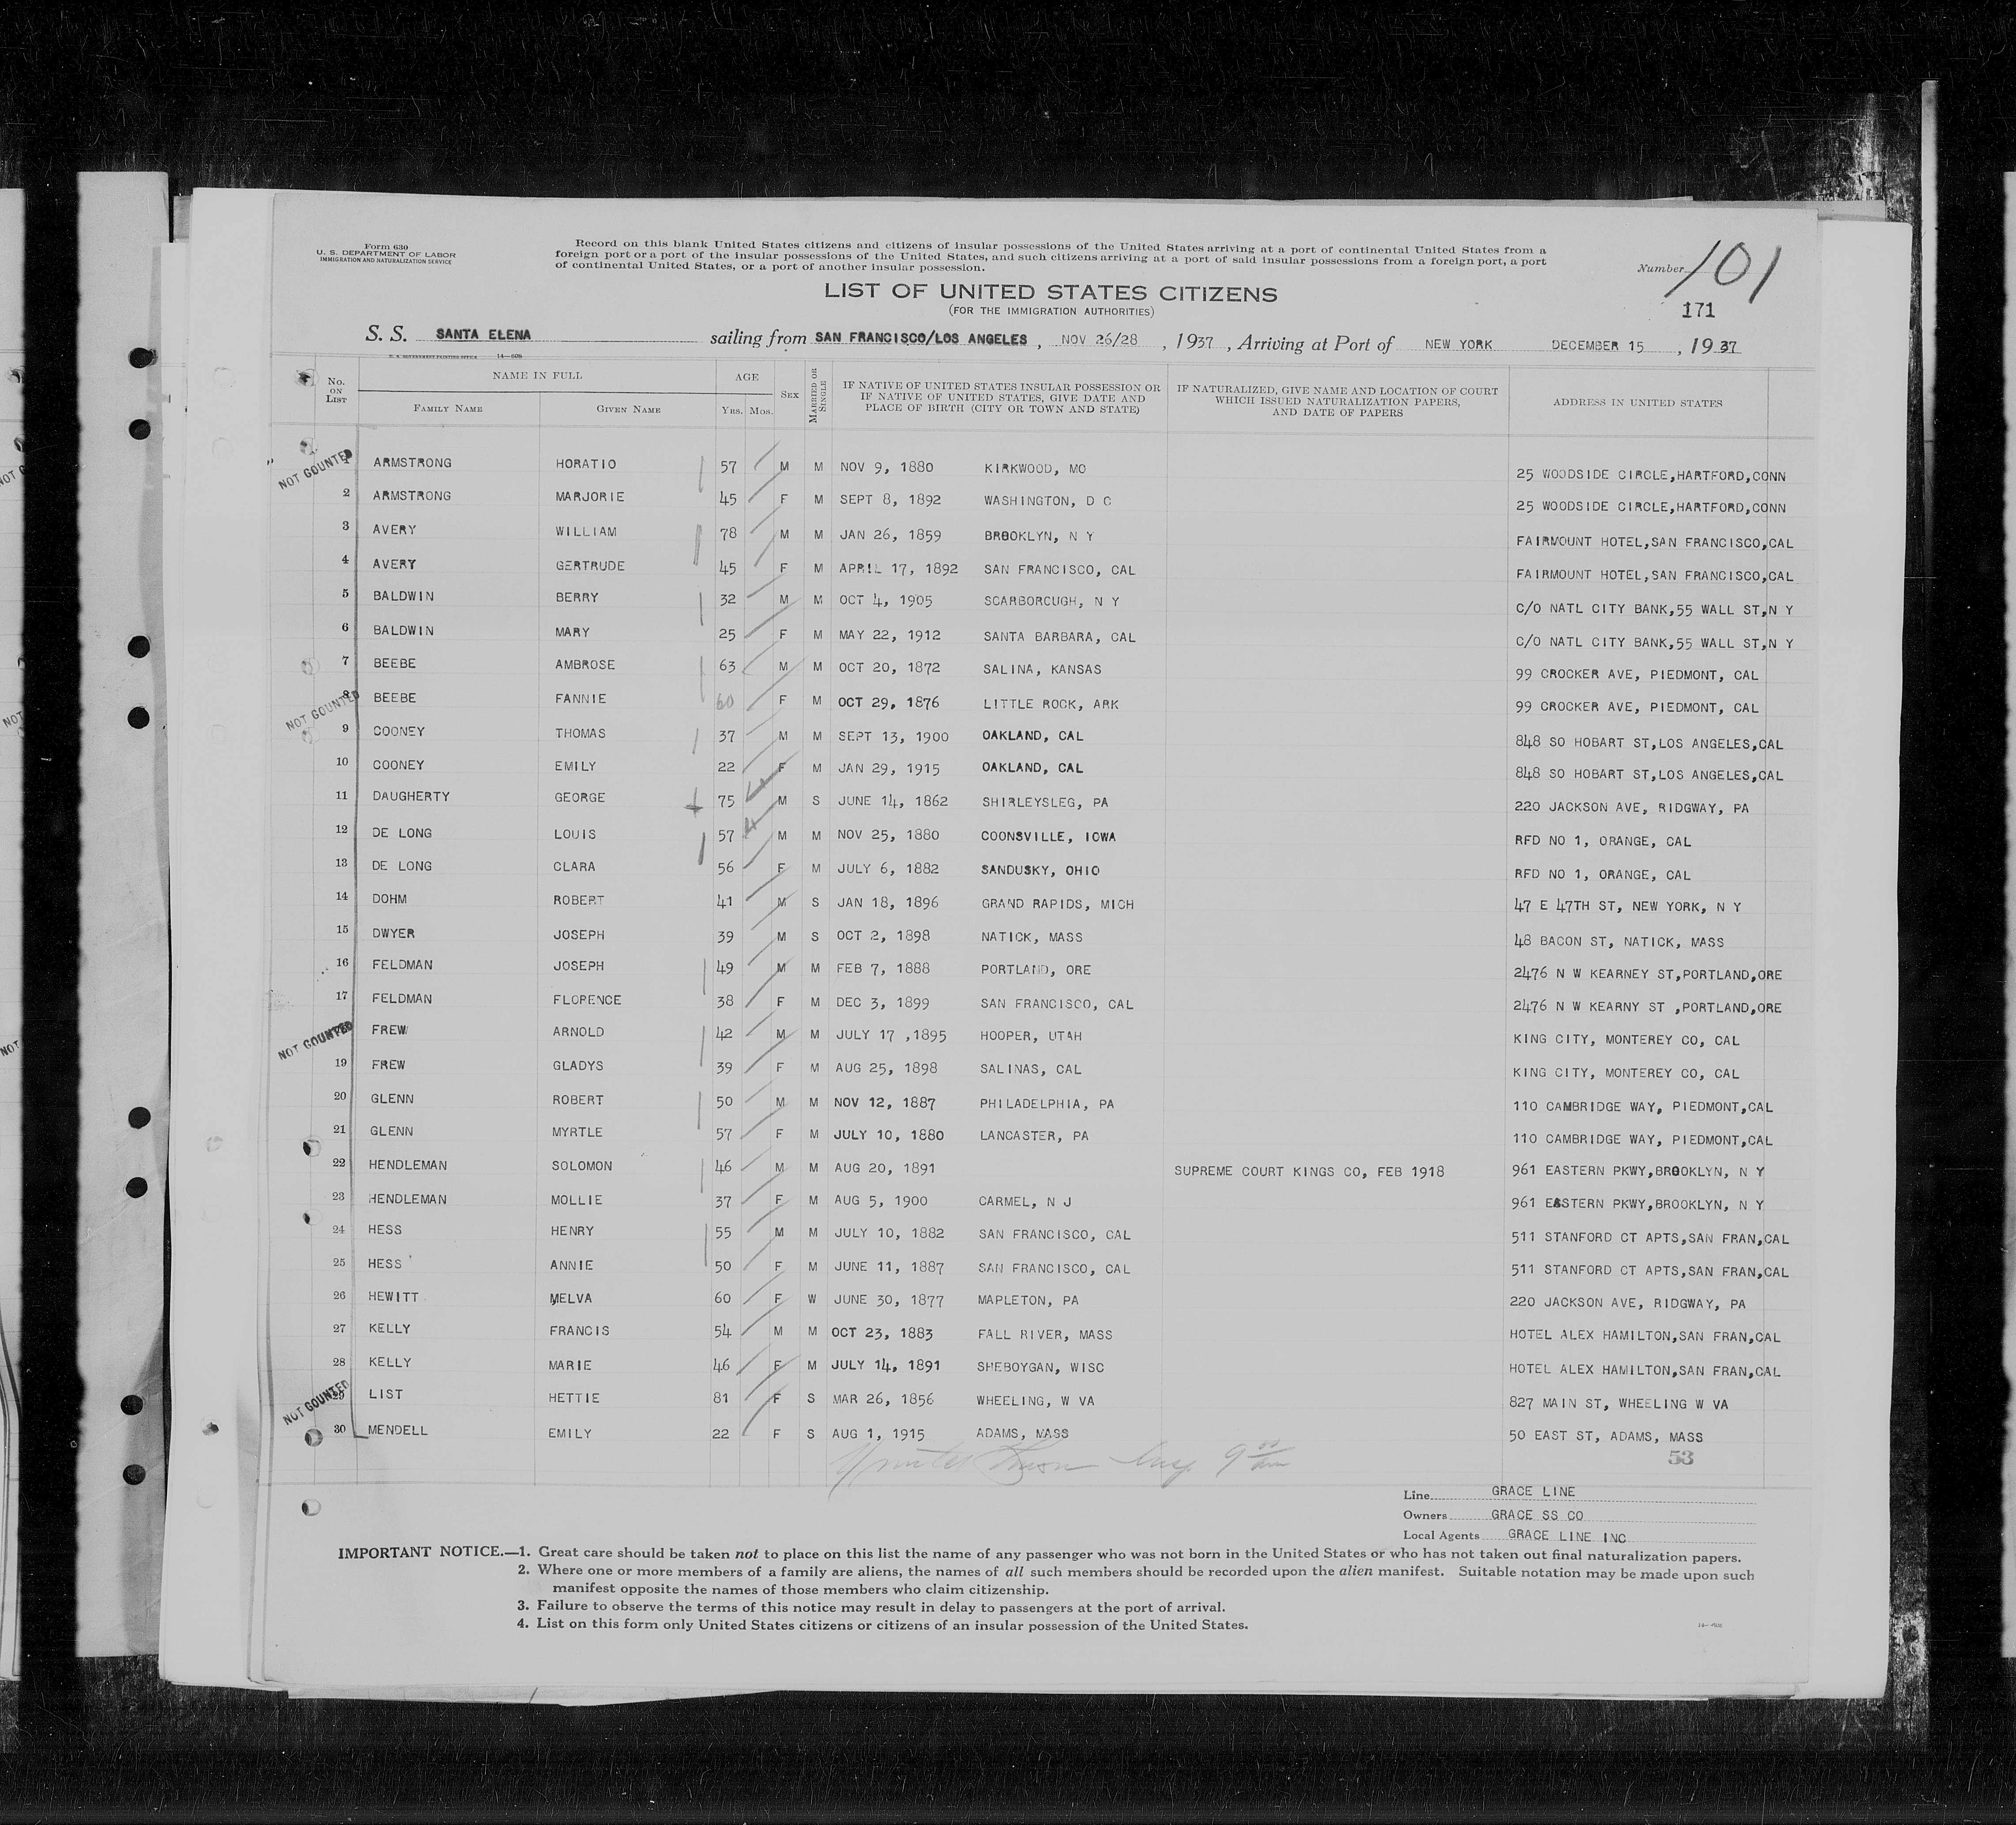 Form 630
U. S. DEPARTMENT OF LABOR
IMMIGRATION AND NATURALIZATION SERVICE
Record on this blank United States citizens and citizens of insular possessions of the United States arriving at a port of continental United States from a
foreign port or a port of the insular possessions of the United States, and such citizens arriving at a port of said insular possessions from a foreign port, a port
of continental United States, or a port of another insular possession.
Number 101
171
LIST OF UNITED STATES CITIZENS
(FOR THE IMMIGRATION AUTHORITIES)
S. S. SANTA ELENA sailing from SAN FRANCISCO/LOS ANGELES, NOV 26/28, 1937, Arriving at Port of NEW YORK DECEMBER 15, 1937
U. S. GOVERNMENT PRINTING OFFICE 14—608
No. ON LIST NAME IN FULL AGE SEX MARRIED OR SINGLE IF NATIVE OF UNITED STATES INSULAR POSSESSION OR IF NATIVE OF UNITED STATES, GIVE DATE AND PLACE OF BIRTH (CITY OR TOWN AND STATE) IF NATURALIZED, GIVE NAME AND LOCATION OF COURT WHICH ISSUED NATURALIZATION PAPERS, AND DATE OF PAPERS ADDRESS IN UNITED STATES
FAMILY NAME GIVEN NAME YRS. MOS.
NOT COUNTED
1 ARMSTRONG HORATIO 57 M M NOV 9, 1880 KIRKWOOD, MO 25 WOODSIDE CIRCLE,HARTFORD,CONN
2 ARMSTRONG MARJORIE 45 F M SEPT 8, 1892 WASHINGTON, D C 25 WOODSIDE CIRCLE,HARTFORD,CONN
3 AVERY WILLIAM 78 M M JAN 26, 1859 BROOKLYN, N Y FAIRMOUNT HOTEL,SAN FRANCISCO,CAL
4 AVERY GERTRUDE 45 F M APRIL 17, 1892 SAN FRANCISCO, CAL FAIRMOUNT HOTEL,SAN FRANCISCO,CAL
5 BALDWIN BERRY 32 M M OCT 4, 1905 SCARBOROUGH, N Y C/O NATL CITY BANK,55 WALL ST,N Y
6 BALDWIN MARY 25 F M MAY 22, 1912 SANTA BARBARA, CAL C/O NATL CITY BANK,55 WALL ST,N Y
7 BEEBE AMBROSE 63 M M OCT 20, 1872 SALINA, KANSAS 99 CROCKER AVE, PIEDMONT, CAL
NOT COUNTED
8 BEEBE FANNIE 60 F M OCT 29, 1876 LITTLE ROCK, ARK 99 CROCKER AVE, PIEDMONT, CAL
9 COONEY THOMAS 37 M M SEPT 13, 1900 OAKLAND, CAL 848 SO HOBART ST,LOS ANGELES,CAL
10 COONEY EMILY 22 F M JAN 29, 1915 OAKLAND, CAL 848 SO HOBART ST,LOS ANGELES,CAL
11 DAUGHERTY GEORGE 75 M S JUNE 14, 1862 SHIRLEYSLEG, PA 220 JACKSON AVE, RIDGWAY, PA
12 DE LONG LOUIS 57 M M NOV 25, 1880 COONSVILLE, IOWA RFD NO 1, ORANGE, CAL
13 DE LONG CLARA 56 F M JULY 6, 1882 SANDUSKY, OHIO RFD NO 1, ORANGE, CAL
14 DOHM ROBERT 41 M S JAN 18, 1896 GRAND RAPIDS, MICH 47 E 47TH ST, NEW YORK, N Y
15 DWYER JOSEPH 39 M S OCT 2, 1898 NATICK, MASS 48 BACON ST, NATICK, MASS
16 FELDMAN JOSEPH 49 M M FEB 7, 1888 PORTLAND, ORE 2476 N W KEARNEY ST,PORTLAND,ORE
17 FELDMAN FLORENCE 38 F M DEC 3, 1899 SAN FRANCISCO, CAL 2476 N W KEARNY ST ,PORTLAND,ORE
NOT COUNTED
FREW ARNOLD 42 M M JULY 17 ,1895 HOOPER, UTAH KING CITY, MONTEREY CO, CAL
19 FREW GLADYS 39 F M AUG 25, 1898 SALINAS, CAL KING CITY, MONTEREY CO, CAL
20 GLENN ROBERT 50 M M NOV 12, 1887 PHILADELPHIA, PA 110 CAMBRIDGE WAY, PIEDMONT,CAL
21 GLENN MYRTLE 57 F M JULY 10, 1880 LANCASTER, PA 110 CAMBRIDGE WAY, PIEDMONT,CAL
22 HENDLEMAN SOLOMON 46 M M AUG 20, 1891 SUPREME COURT KINGS CO, FEB 1918 961 EASTERN PKWY,BROOKLYN, N Y
23 HENDLEMAN MOLLIE 37 F M AUG 5, 1900 CARMEL, N J 961 EASTERN PKWY,BROOKLYN, N Y
24 HESS HENRY 55 M M JULY 10, 1882 SAN FRANCISCO, CAL 511 STANFORD CT APTS,SAN FRAN,CAL
25 HESS ANNIE 50 F M JUNE 11, 1887 SAN FRANCISCO, CAL 511 STANFORD CT APTS,SAN FRAN,CAL
26 HEWITT MELVA 60 F W JUNE 30, 1877 MAPLETON, PA 220 JACKSON AVE, RIDGWAY, PA
27 KELLY FRANCIS 54 M M OCT 23, 1883 FALL RIVER, MASS HOTEL ALEX HAMILTON,SAN FRAN,CAL
28 KELLY MARIE 46 F M JULY 14, 1891 SHEBOYGAN, WISC HOTEL ALEX HAMILTON,SAN FRAN,CAL
NOT COUNTED
29 LIST HETTIE 81 F S MAR 26, 1856 WHEELING, W VA 827 MAIN ST, WHEELING W VA
30 MENDELL EMILY 22 F S AUG 1, 1915 ADAMS, MASS 50 EAST ST, ADAMS, MASS
53
Line GRACE LINE
Owners GRACE SS CO
Local Agents GRACE LINE INC
IMPORTANT NOTICE.—1. Great care should be taken not to place on this list the name of any passenger who was not born in the United States or who has not taken out final naturalization papers.
2. Where one or more members of a family are aliens, the names of all such members should be recorded upon the alien manifest. Suitable notation may be made upon such
manifest opposite the names of those members who claim citizenship.
3. Failure to observe the terms of this notice may result in delay to passengers at the port of arrival.
4. List on this form only United States citizens or citizens of an insular possession of the United States.
14—608